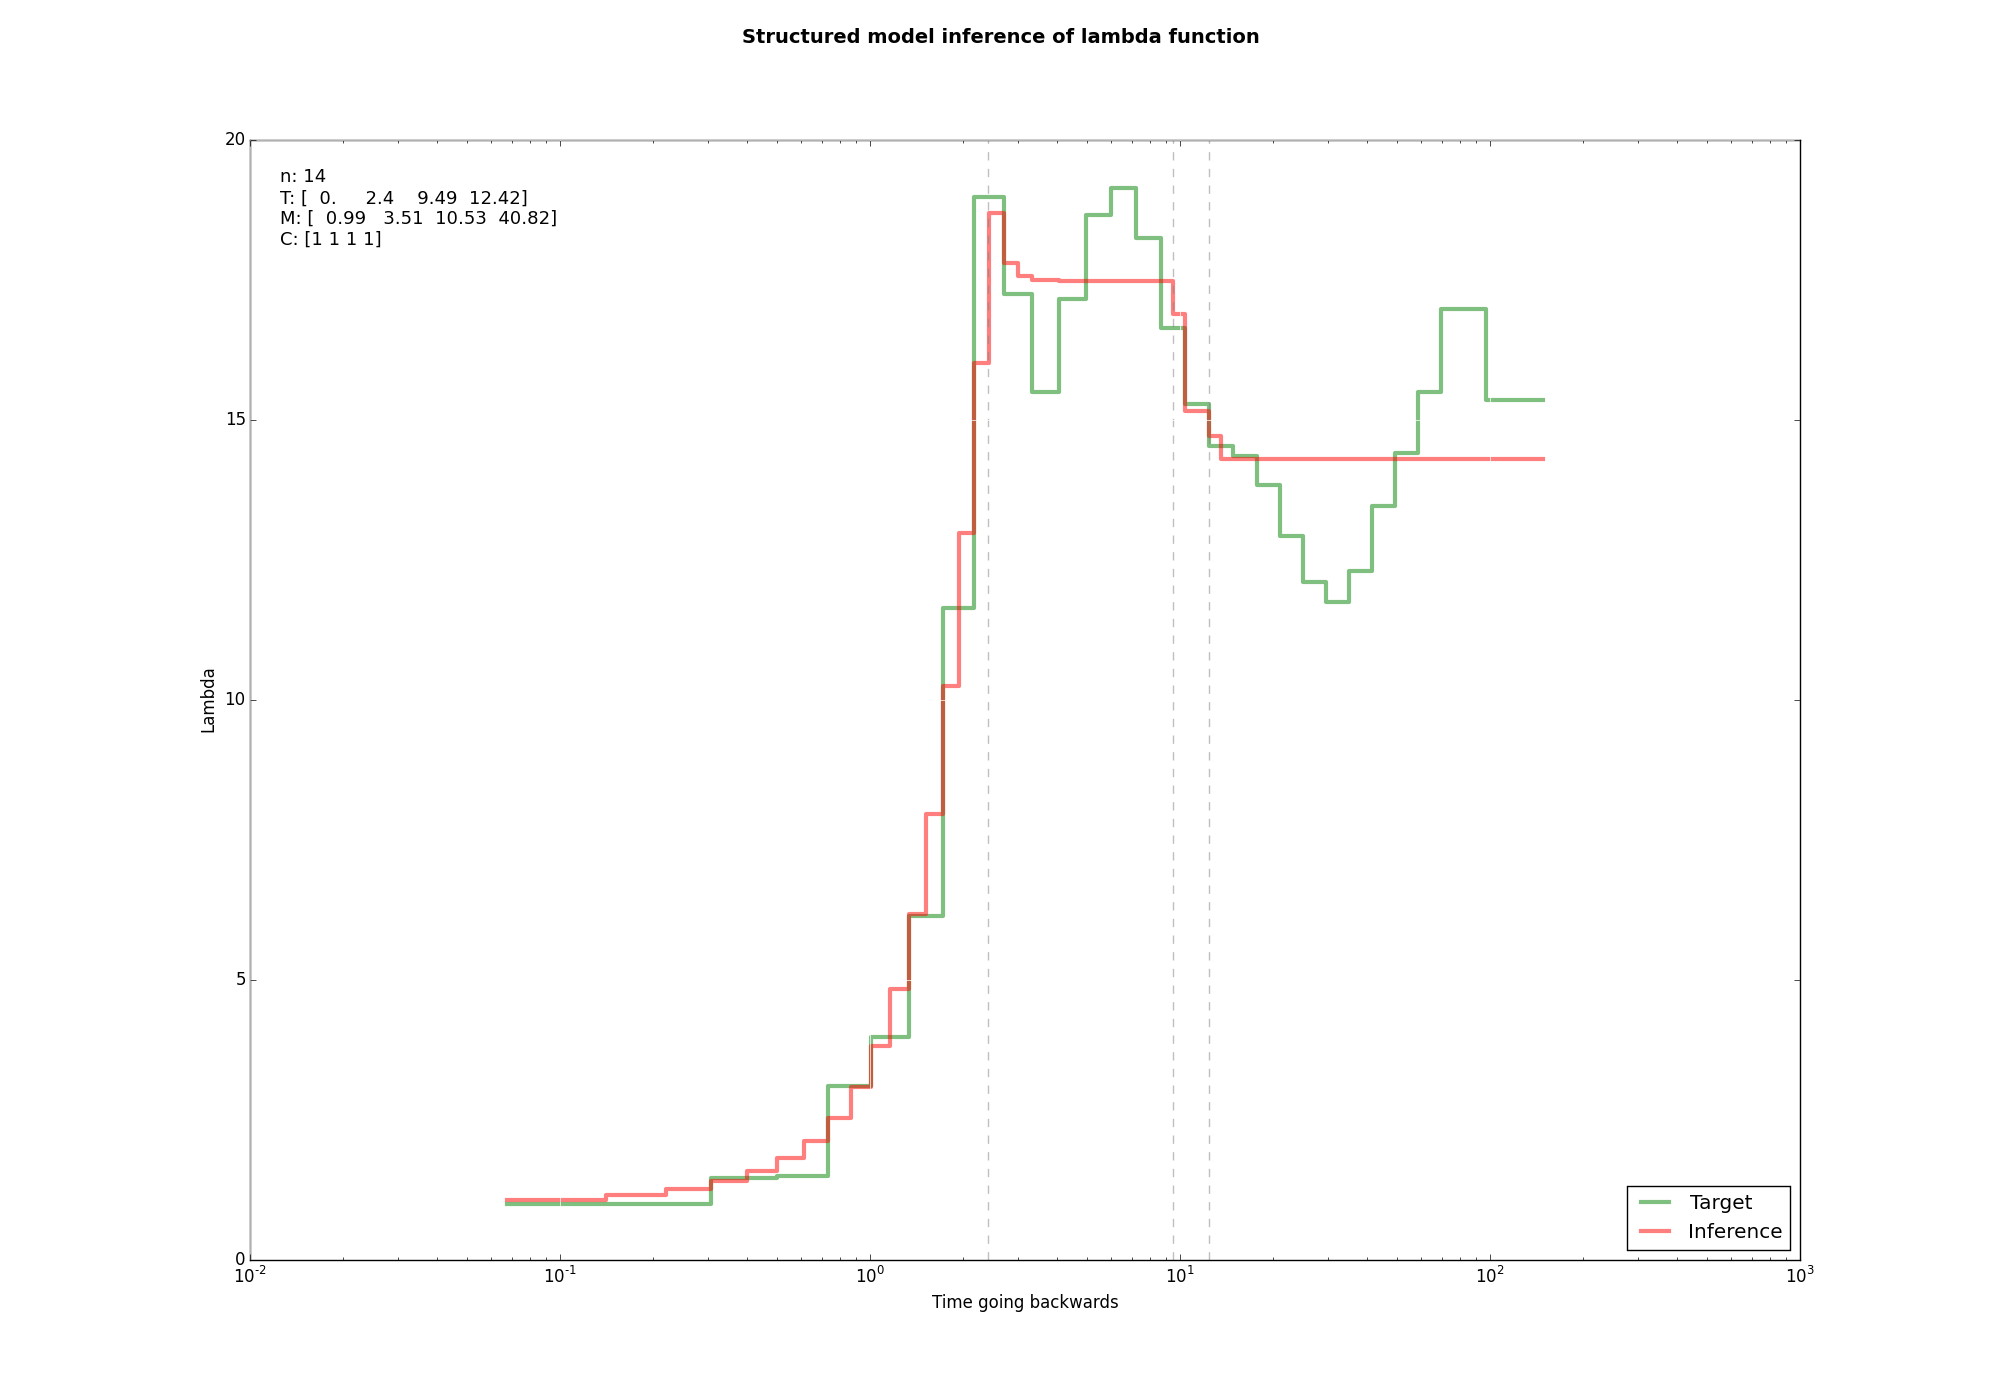 Structured model inference of lambda function
n: 14
T: [  0.     2.4    9.49  12.42]
M: [  0.99   3.51  10.53  40.82]
C: [1 1 1 1]
20
15
10
5
0
Lambda
10^-2 10^-1 10^0 10^1 10^2 10^3
Time going backwards
Target
Inference